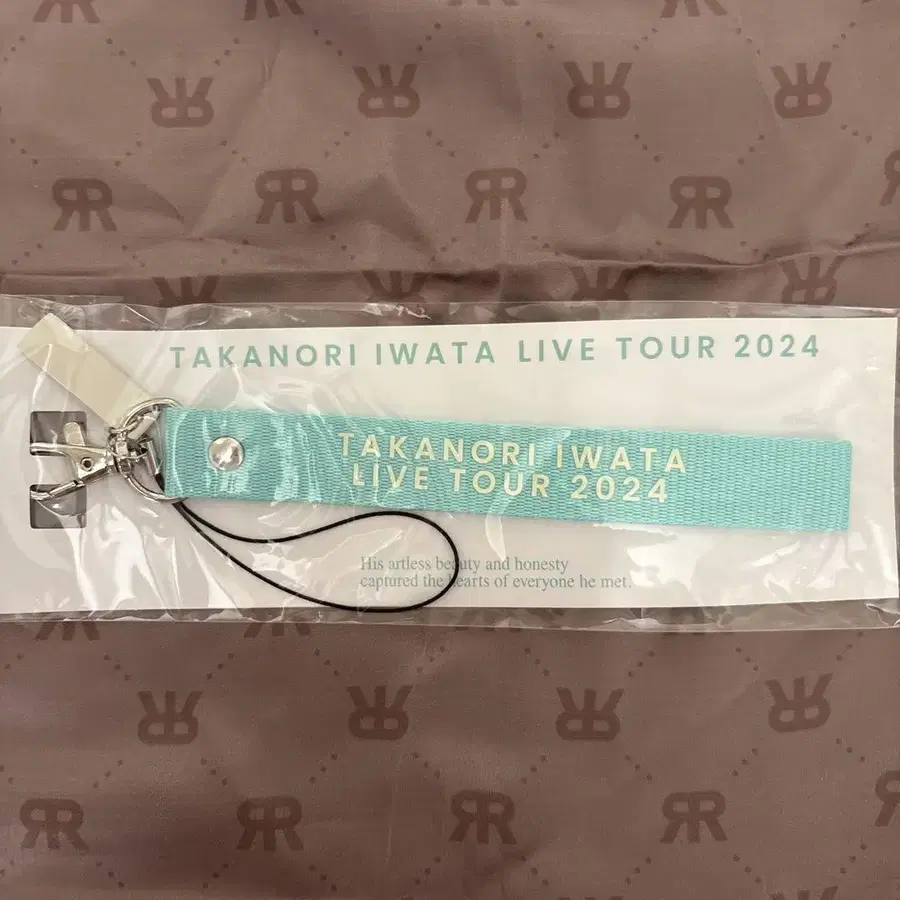 TAKANORI IWATA LIVE TOUR 2024
TAKANORI IWATA
LIVE TOUR 2024
His artless beauty and honesty
captured the hearts of everyone he met.